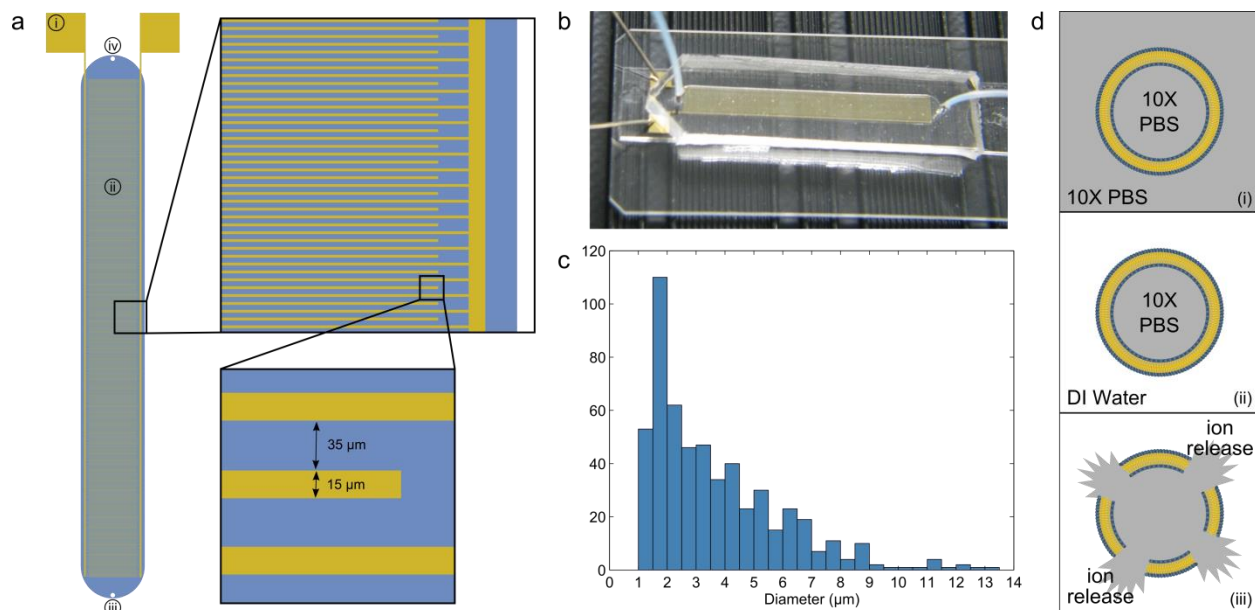 a
i
iv
ii
iii
35 µm
15 µm
b
c
120
100
80
60
40
20
0
0 1 2 3 4 5 6 7 8 9 10 11 12 13 14
Diameter (µm)
d
10X
PBS
10X PBS
(i)
10X
PBS
DI Water
(ii)
ion
release
ion
release
(iii)